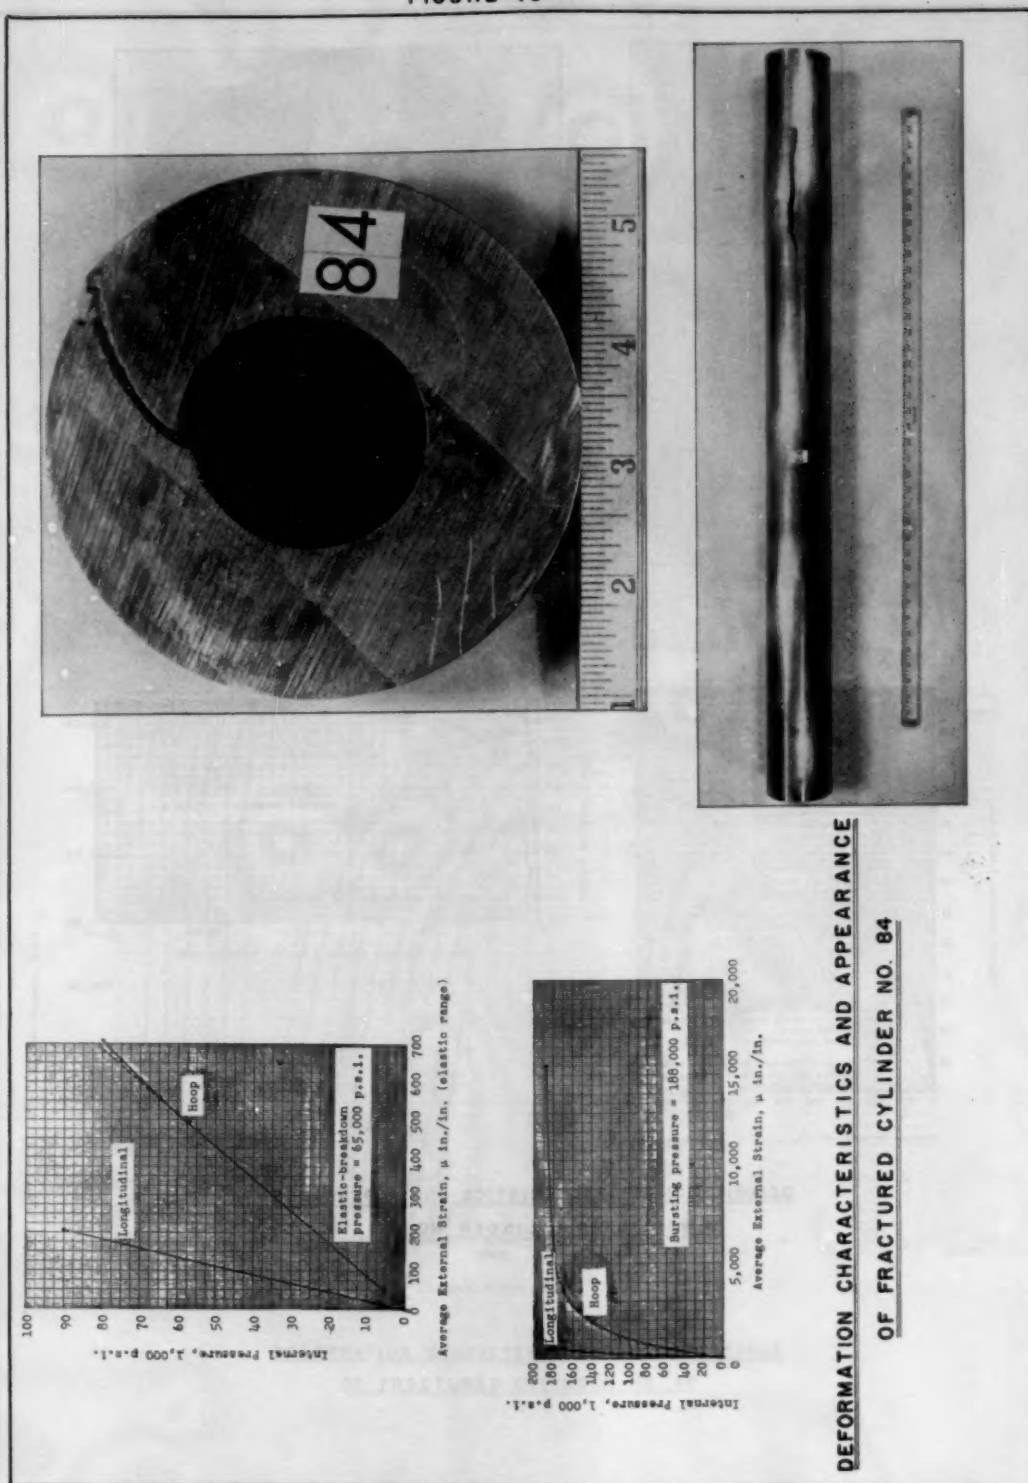 84
1 2 3 4 5
100
90
80
70
60
50
40
30
20
10
0
Internal Pressure, 1,000 p.s.i.
Longitudinal
Hoop
Elastic-breakdown
pressure = 65,000 p.s.i.
0 100 200 300 400 500 600 700
Average External Strain, μ in./in. (elastic range)
200
180
160
140
120
100
80
60
40
20
0
Internal Pressure, 1,000 p.s.i.
Longitudinal
Hoop
Bursting pressure = 188,000 p.s.i.
0 5,000 10,000 15,000 20,000
Average External Strain, μ in./in.
DEFORMATION CHARACTERISTICS AND APPEARANCE
OF FRACTURED CYLINDER NO. 84